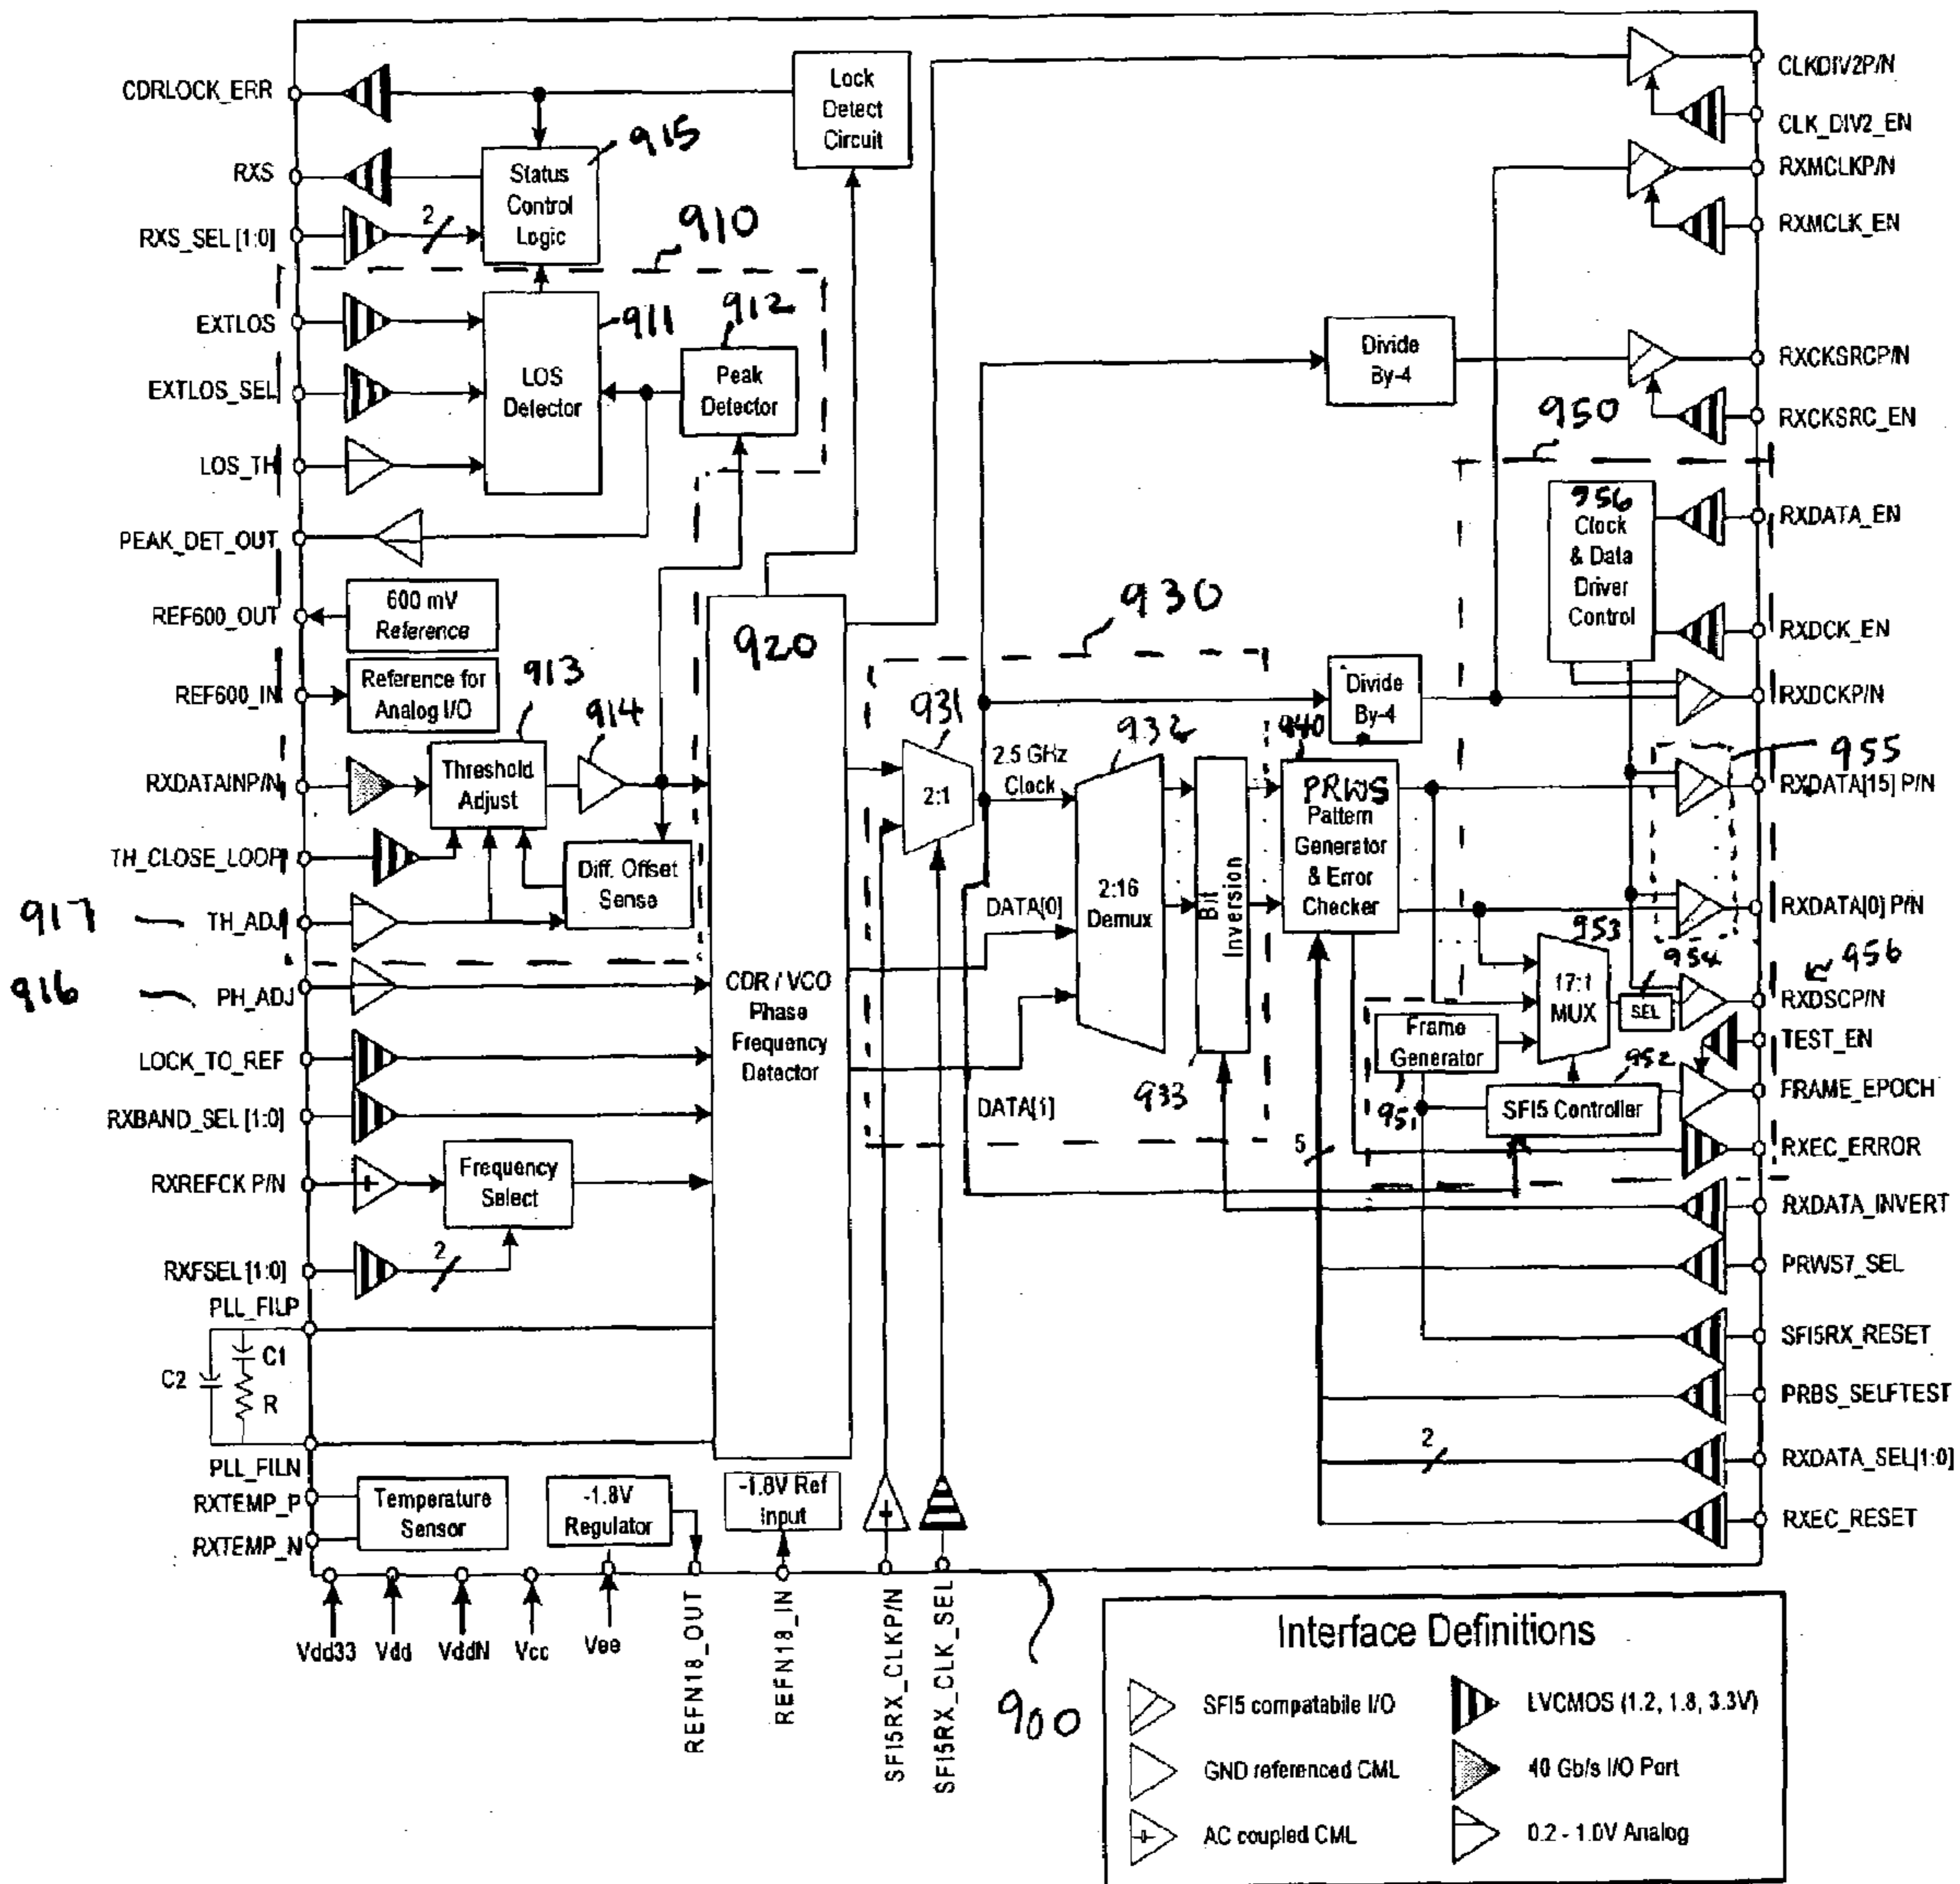 CDRLOCK_ERR
RXS
RXS_SEL [1:0]
EXTLOS
EXTLOS_SEL
LOS_TH
PEAK_DET_OUT
REF600_OUT
REF600_IN
RXDATAINP/N
TH_CLOSE_LOOP
917
TH_ADJ
916
PH_ADJ
LOCK_TO_REF
RXBAND_SEL [1:0]
RXREFCK P/N
RXFSEL [1:0]
PLL_FILP
C1
C2
R
PLL_FILN
RXTEMP_P
RXTEMP_N
Lock
Detect
Circuit
915
Status
Control
Logic
2
910
911
LOS
Detector
912
Peak
Detector
600 mV
Reference
Reference for
Analog I/O
913
914
Threshold
Adjust
Diff. Offset
Sense
Frequency
Select
2
Temperature
Sensor
-1.8V
Regulator
-1.8V Ref
Input
920
CDR / VCO
Phase
Frequency
Detector
930
931
2:1
2.5 GHz
Clock
932
DATA[0]
2:16
Demux
DATA[1]
Bit
Inversion
933
Divide
By-4
Divide
By-4
940
PRWS
Pattern
Generator
& Error
Checker
5
950
956
Clock
& Data
Driver
Control
955
953
17:1
MUX
954
SEL
956
Frame
Generator
951
952
SFI5 Controller
2
CLKDIV2P/N
CLK_DIV2_EN
RXMCLKP/N
RXMCLK_EN
RXCKSRCP/N
RXCKSRC_EN
RXDATA_EN
RXDCK_EN
RXDCKP/N
RXDATA[15] P/N
RXDATA[0] P/N
RXDSCP/N
TEST_EN
FRAME_EPOCH
RXEC_ERROR
RXDATA_INVERT
PRWS7_SEL
SFI5RX_RESET
PRBS_SELFTEST
RXDATA_SEL[1:0]
RXEC_RESET
Vdd33
Vdd
VddN
Vcc
Vee
REFN18_OUT
REFN18_IN
SFI5RX_CLKP/N
SFI5RX_CLK_SEL
900
Interface Definitions
SFI5 compatabile I/O
LVCMOS (1.2, 1.8, 3.3V)
GND referenced CML
40 Gb/s I/O Port
AC coupled CML
0.2 - 1.0V Analog